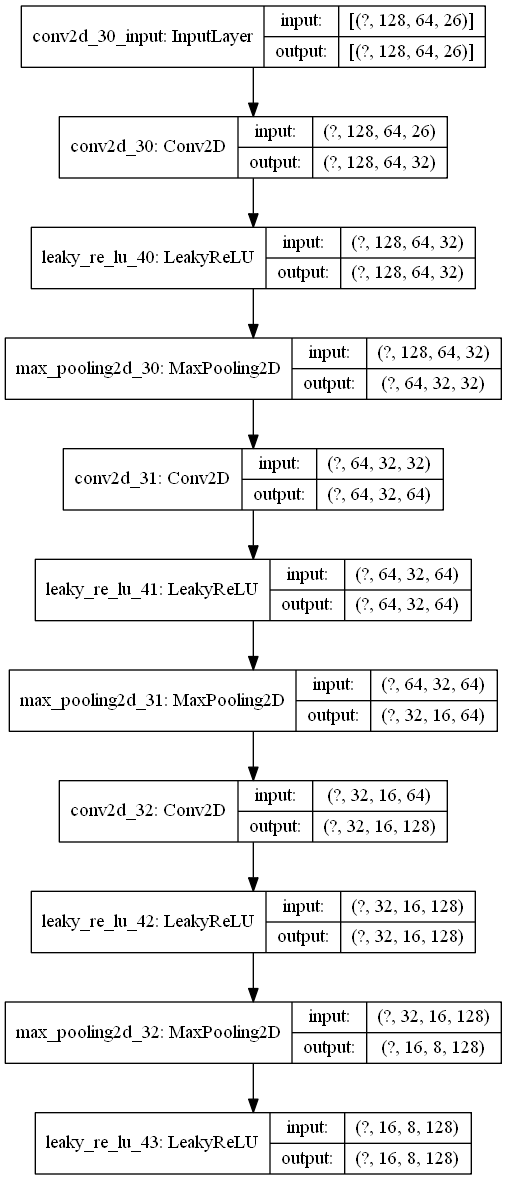 conv2d_30_input: InputLayer
input: [(?, 128, 64, 26)]
output: [(?, 128, 64, 26)]
conv2d_30: Conv2D
input: (?, 128, 64, 26)
output: (?, 128, 64, 32)
leaky_re_lu_40: LeakyReLU
input: (?, 128, 64, 32)
output: (?, 128, 64, 32)
max_pooling2d_30: MaxPooling2D
input: (?, 128, 64, 32)
output: (?, 64, 32, 32)
conv2d_31: Conv2D
input: (?, 64, 32, 32)
output: (?, 64, 32, 64)
leaky_re_lu_41: LeakyReLU
input: (?, 64, 32, 64)
output: (?, 64, 32, 64)
max_pooling2d_31: MaxPooling2D
input: (?, 64, 32, 64)
output: (?, 32, 16, 64)
conv2d_32: Conv2D
input: (?, 32, 16, 64)
output: (?, 32, 16, 128)
leaky_re_lu_42: LeakyReLU
input: (?, 32, 16, 128)
output: (?, 32, 16, 128)
max_pooling2d_32: MaxPooling2D
input: (?, 32, 16, 128)
output: (?, 16, 8, 128)
leaky_re_lu_43: LeakyReLU
input: (?, 16, 8, 128)
output: (?, 16, 8, 128)